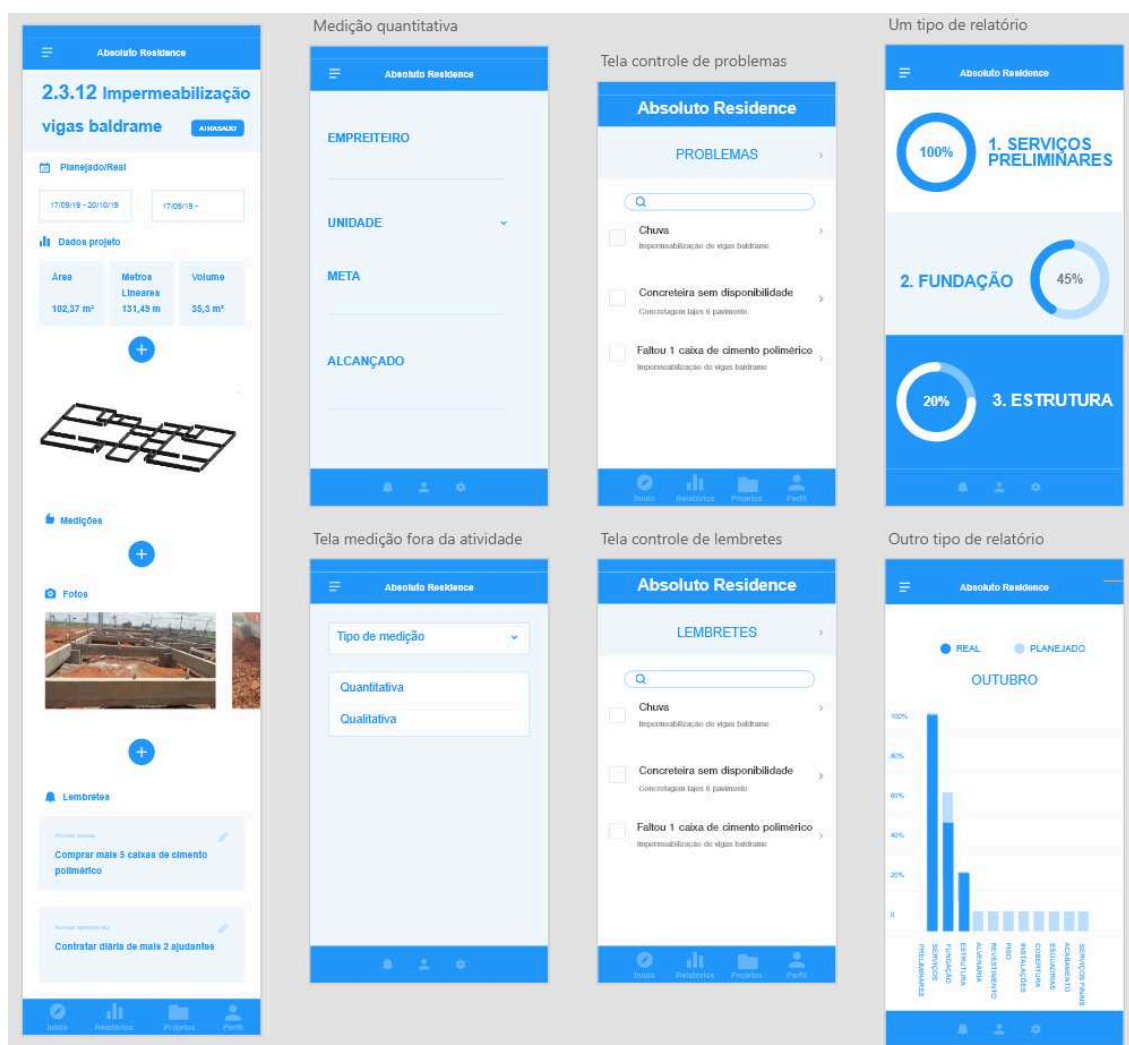 Absoluto Residence
2.3.12 Impermeabilização
vigas baldrame
ATRASADO
Planejado/Real
17/09/19 - 20/10/19
17/09/19 -
Dados projeto
Área
Metros
Lineares
Volume
102,37 m²
131,49 m
35,3 m³
Medições
Fotos
Lembretes
Comprar mais 5 caixas de cimento
polimérico
Contratar diária de mais 2 ajudantes
Início
Relatórios
Projetos
Perfil
Medição quantitativa
Absoluto Residence
EMPREITEIRO
UNIDADE
META
ALCANÇADO
Tela medição fora da atividade
Absoluto Residence
Tipo de medição
Quantitativa
Qualitativa
Tela controle de problemas
Absoluto Residence
PROBLEMAS
Chuva
Impermeabilização de vigas baldrame
Concreteira sem disponibilidade
Concretagem lajes 6 pavimento
Faltou 1 caixa de cimento polimérico
Impermeabilização de vigas baldrame
Início
Relatórios
Projetos
Perfil
Tela controle de lembretes
Absoluto Residence
LEMBRETES
Chuva
Impermeabilização de vigas baldrame
Concreteira sem disponibilidade
Concretagem lajes 6 pavimento
Faltou 1 caixa de cimento polimérico
Impermeabilização de vigas baldrame
Início
Relatórios
Projetos
Perfil
Um tipo de relatório
Absoluto Residence
100%
1. SERVIÇOS
PRELIMINARES
2. FUNDAÇÃO
45%
20%
3. ESTRUTURA
Outro tipo de relatório
Absoluto Residence
REAL
PLANEJADO
OUTUBRO
100%
80%
60%
40%
20%
0
SERVIÇOS
PRELIMINARES
FUNDAÇÃO
ESTRUTURA
ALVENARIA
REVESTIMENTO
PISO
INSTALAÇÕES
COBERTURA
ESQUADRIAS
ACABAMENTO
SERVIÇOS FINAIS